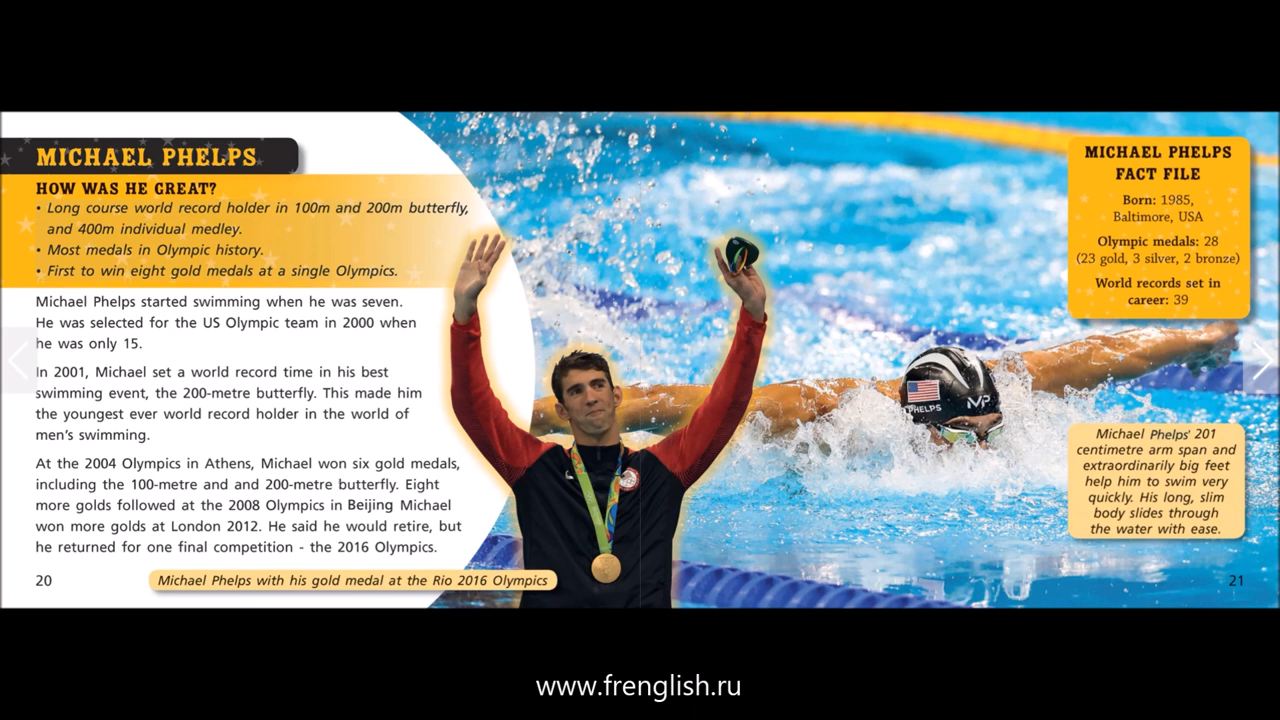 MICHAEL PHELPS
HOW WAS HE GREAT?
• Long course world record holder in 100m and 200m butterfly,
and 400m individual medley.
• Most medals in Olympic history.
• First to win eight gold medals at a single Olympics.
Michael Phelps started swimming when he was seven.
He was selected for the US Olympic team in 2000 when
he was only 15.
In 2001, Michael set a world record time in his best
swimming event, the 200-metre butterfly. This made him
the youngest ever world record holder in the world of
men's swimming.
At the 2004 Olympics in Athens, Michael won six gold medals,
including the 100-metre and and 200-metre butterfly. Eight
more golds followed at the 2008 Olympics in Beijing Michael
won more golds at London 2012. He said he would retire, but
he returned for one final competition - the 2016 Olympics.
20
Michael Phelps with his gold medal at the Rio 2016 Olympics
PHELPS
MP
MICHAEL PHELPS
FACT FILE
Born: 1985,
Baltimore, USA
Olympic medals: 28
(23 gold, 3 silver, 2 bronze)
World records set in
career: 39
Michael Phelps' 201
centimetre arm span and
extraordinarily big feet
help him to swim very
quickly. His long, slim
body slides through
the water with ease.
21
www.frenglish.ru